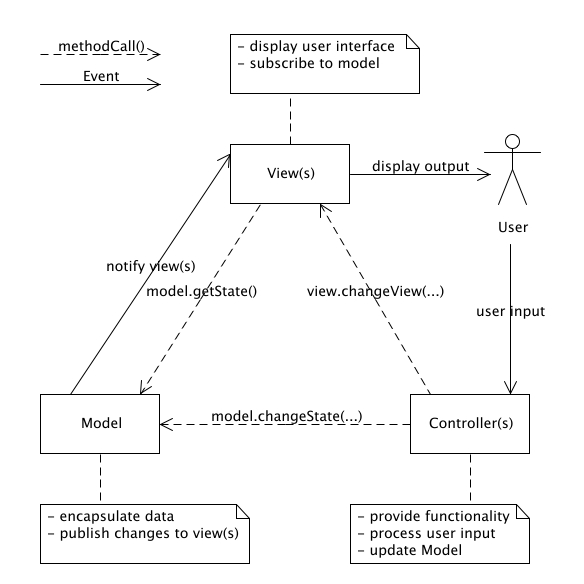 methodCall()
Event
- display user interface
- subscribe to model
View(s)
display output
User
notify view(s)
model.getState()
view.changeView(...)
user input
Model
model.changeState(...)
Controller(s)
- encapsulate data
- publish changes to view(s)
- provide functionality
- process user input
- update Model